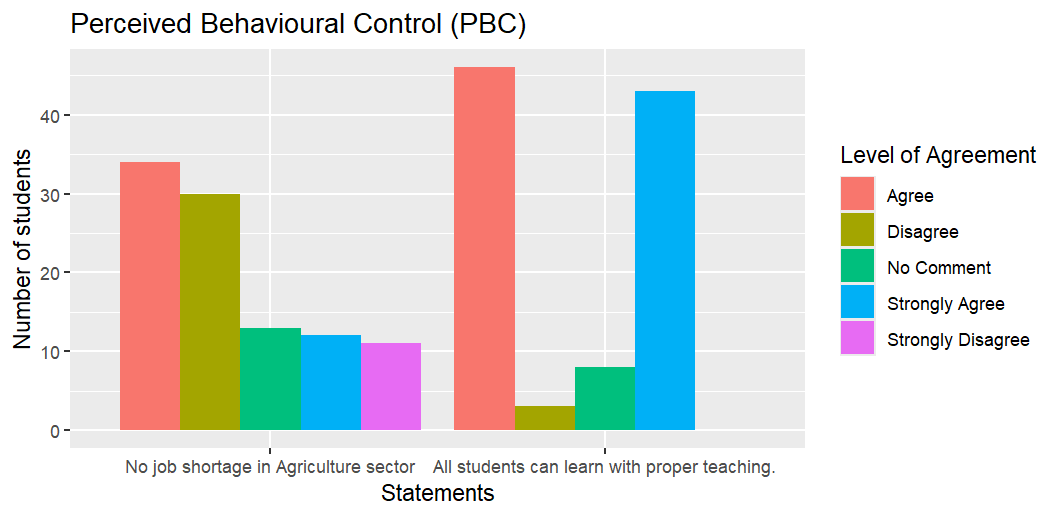 Perceived Behavioural Control (PBC)
Number of students
40
30
20
10
0
No job shortage in Agriculture sector
All students can learn with proper teaching.
Statements
Level of Agreement
Agree
Disagree
No Comment
Strongly Agree
Strongly Disagree